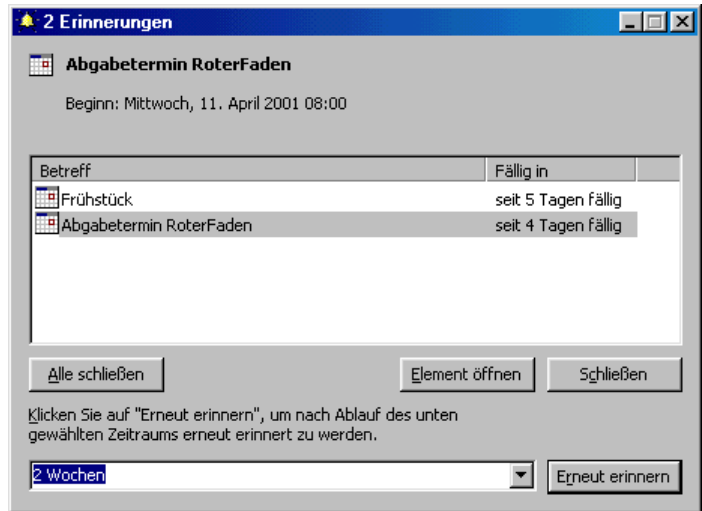 2 Erinnerungen
Abgabetermin RoterFaden
Beginn: Mittwoch, 11. April 2001 08:00
Betreff Fällig in
Frühstück seit 5 Tagen fällig
Abgabetermin RoterFaden seit 4 Tagen fällig
Alle schließen Element öffnen Schließen
Klicken Sie auf "Erneut erinnern", um nach Ablauf des unten
gewählten Zeitraums erneut erinnert zu werden.
2 Wochen Erneut erinnern